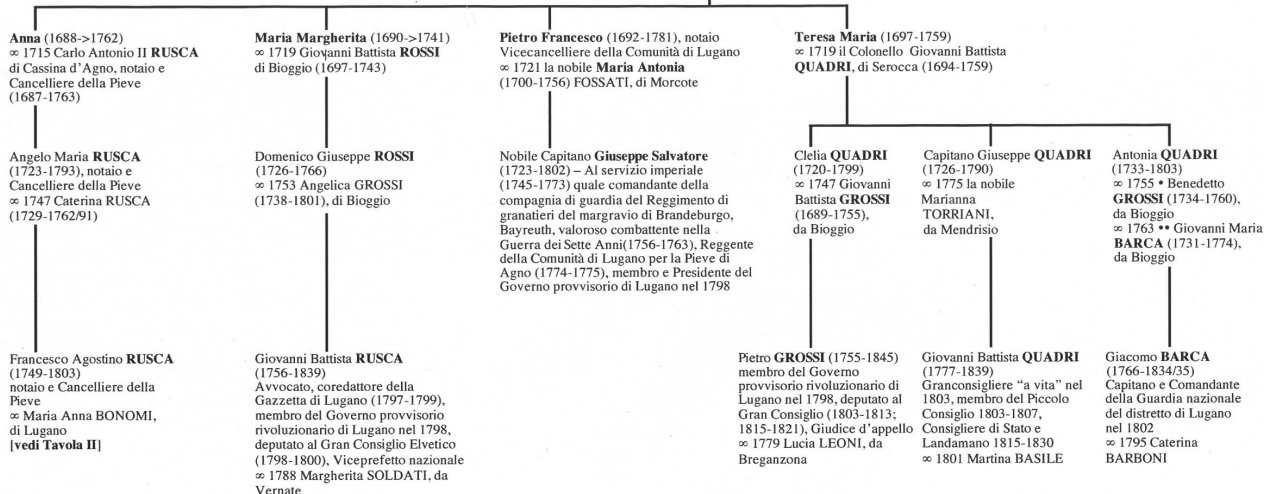 Anna (1688->1762)
∞ 1715 Carlo Antonio II RUSCA
di Cassina d'Agno, notaio e
Cancelliere della Pieve
(1687-1763)
Maria Margherita (1690->1741)
∞ 1719 Giovanni Battista ROSSI
di Bioggio (1697-1743)
Pietro Francesco (1692-1781), notaio
Vicecancelliere della Comunità di Lugano
∞ 1721 la nobile Maria Antonia
(1700-1756) FOSSATI, di Morcote
Teresa Maria (1697-1759)
∞ 1719 il Colonello Giovanni Battista
QUADRI, di Serocca (1694-1759)
Angelo Maria RUSCA
(1723-1793), notaio e
Cancelliere della Pieve
∞ 1747 Caterina RUSCA
(1729-1762/91)
Domenico Giuseppe ROSSI
(1726-1766)
∞ 1753 Angelica GROSSI
(1738-1801), di Bioggio
Nobile Capitano Giuseppe Salvatore
(1723-1802) – Al servizio imperiale
(1745-1773) quale comandante della
compagnia di guardia del Reggimento di
granatieri del margravio di Brandeburgo,
Bayreuth, valoroso combattente nella
Guerra dei Sette Anni(1756-1763), Reggente
della Comunità di Lugano per la Pieve di
Agno (1774-1775), membro e Presidente del
Governo provvisorio di Lugano nel 1798
Clelia QUADRI
(1720-1799)
∞ 1747 Giovanni
Battista GROSSI
(1689-1755),
da Bioggio
Capitano Giuseppe QUADRI
(1726-1790)
∞ 1775 la nobile
Marianna
TORRIANI,
da Mendrisio
Antonia QUADRI
(1733-1803)
∞ 1755 • Benedetto
GROSSI (1734-1760),
da Bioggio
∞ 1763 •• Giovanni Maria
BARCA (1731-1774),
da Bioggio
Francesco Agostino RUSCA
(1749-1803)
notaio e Cancelliere della
Pieve
∞ Maria Anna BONOMI,
di Lugano
[vedi Tavola II]
Giovanni Battista RUSCA
(1756-1839)
Avvocato, coredattore della
Gazzetta di Lugano (1797-1799),
membro del Governo provvisorio
rivoluzionario di Lugano nel 1798,
deputato al Gran Consiglio Elvetico
(1798-1800), Viceprefetto nazionale
∞ 1788 Margherita SOLDATI, da
Vernate
Pietro GROSSI (1755-1845)
membro del Governo
provvisorio rivoluzionario di
Lugano nel 1798, deputato al
Gran Consiglio (1803-1813;
1815-1821), Giudice d'appello
∞ 1779 Lucia LEONI, da
Breganzona
Giovanni Battista QUADRI
(1777-1839)
Granconsigliere “a vita” nel
1803, membro del Piccolo
Consiglio 1803-1807,
Consigliere di Stato e
Landamano 1815-1830
∞ 1801 Martina BASILE
Giacomo BARCA
(1766-1834/35)
Capitano e Comandante
della Guardia nazionale
del distretto di Lugano
nel 1802
∞ 1795 Caterina
BARBONI